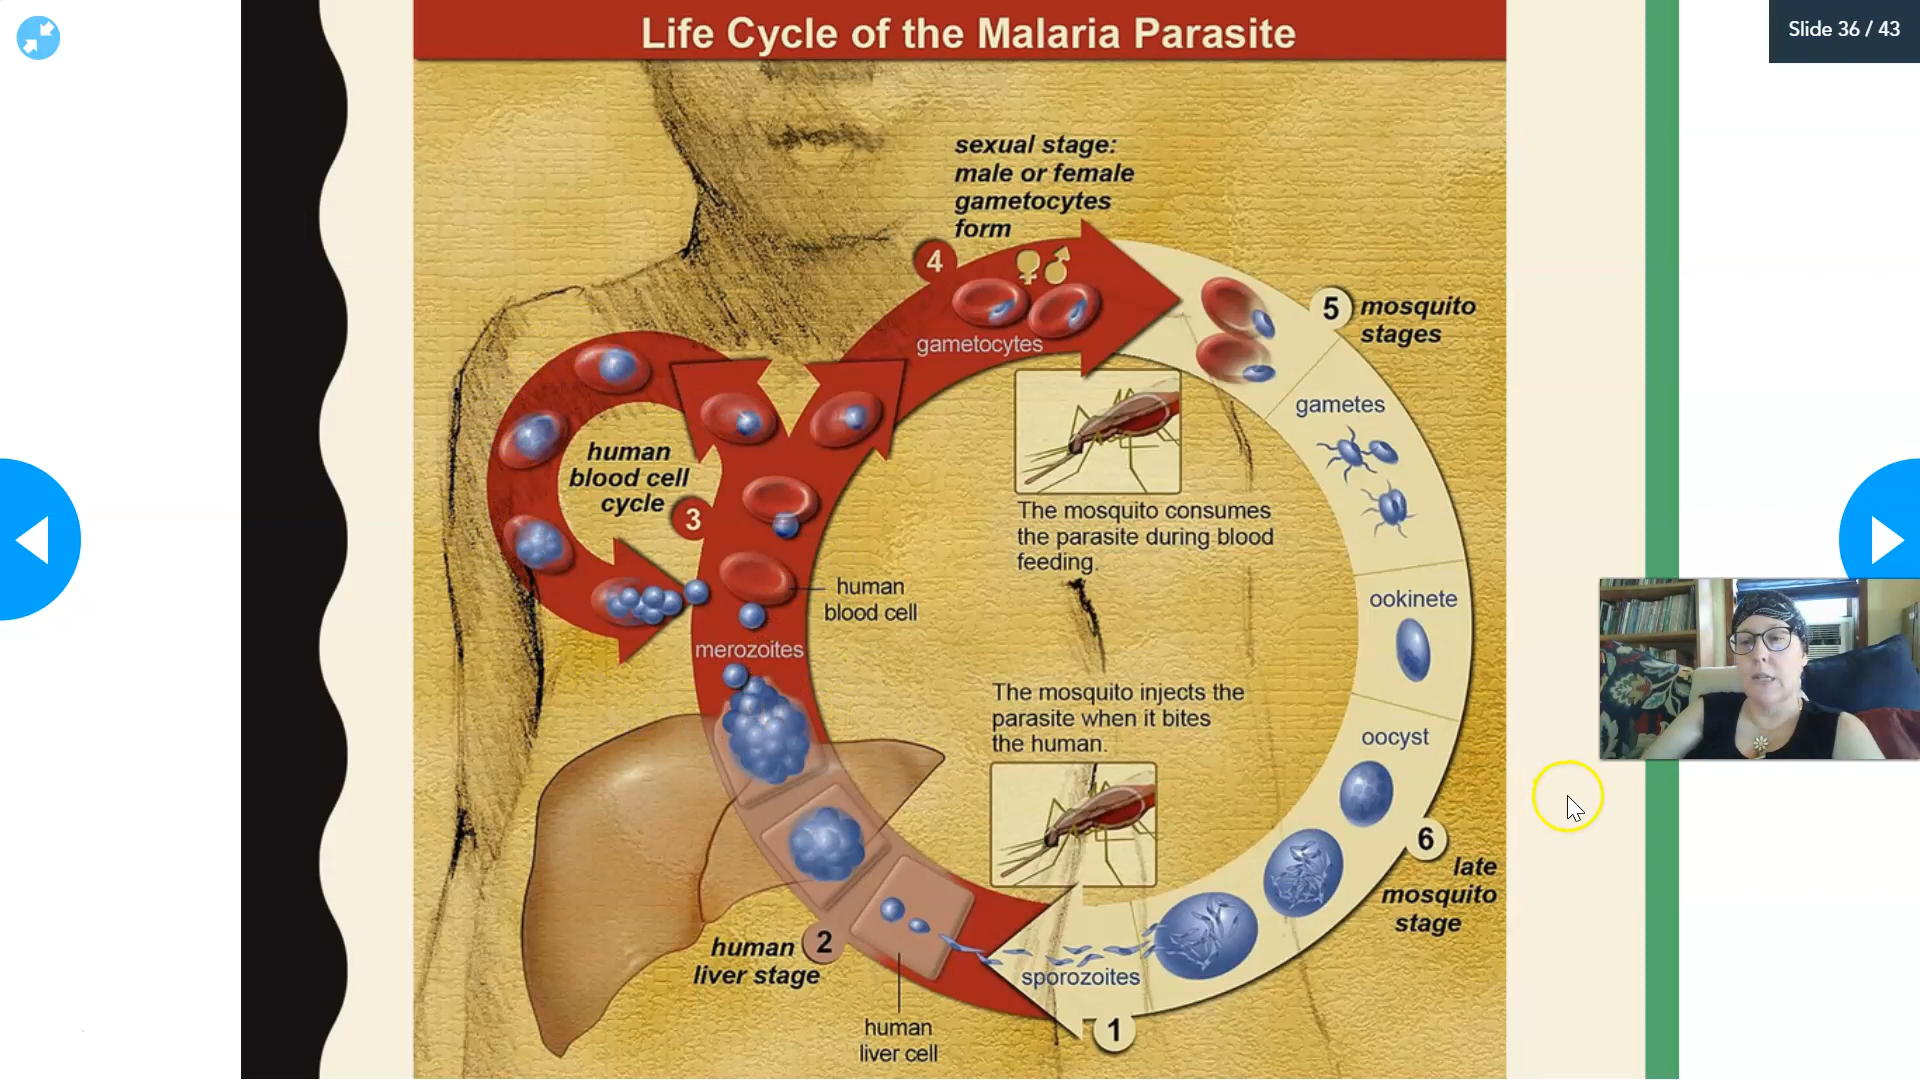 Life Cycle of the Malaria Parasite
Slide 36 / 43
sexual stage:
male or female
gametocytes
form
4
gametocytes
5
mosquito
stages
gametes
human
blood cell
cycle
3
The mosquito consumes
the parasite during blood
feeding.
human
blood cell
ookinete
merozoites
The mosquito injects the
parasite when it bites
the human.
oocyst
6
late
mosquito
stage
human
liver stage
2
sporozoites
1
human
liver cell